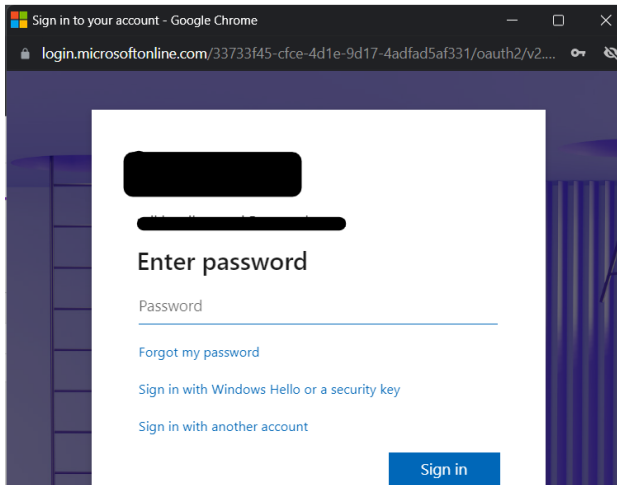 Sign in to your account - Google Chrome
login.microsoftonline.com/33733f45-cfce-4d1e-9d17-4adfad5af331/oauth2/v2....
Enter password
Password
Forgot my password
Sign in with Windows Hello or a security key
Sign in with another account
Sign in